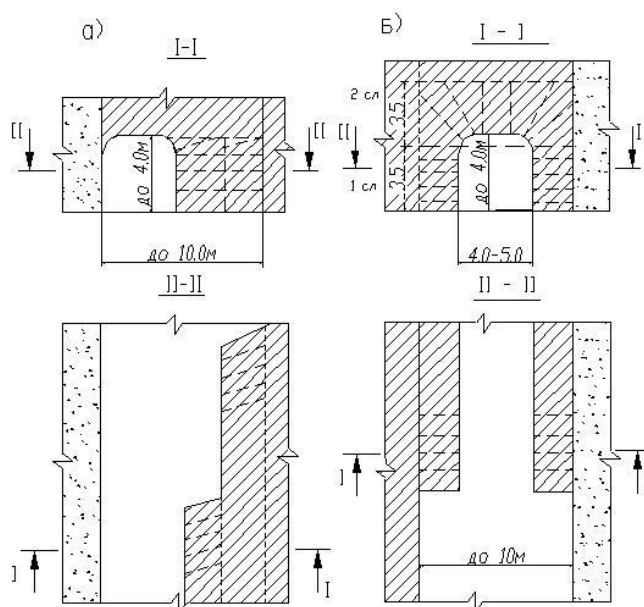 а)
I-I
II
II
до 4.0м
до 10.0м
II-II
I
I
Б)
I - I
2 сл
3.5
II
I
1 сл
3.5
до 4.0м
4.0-5.0
II - II
I
I
до 10м